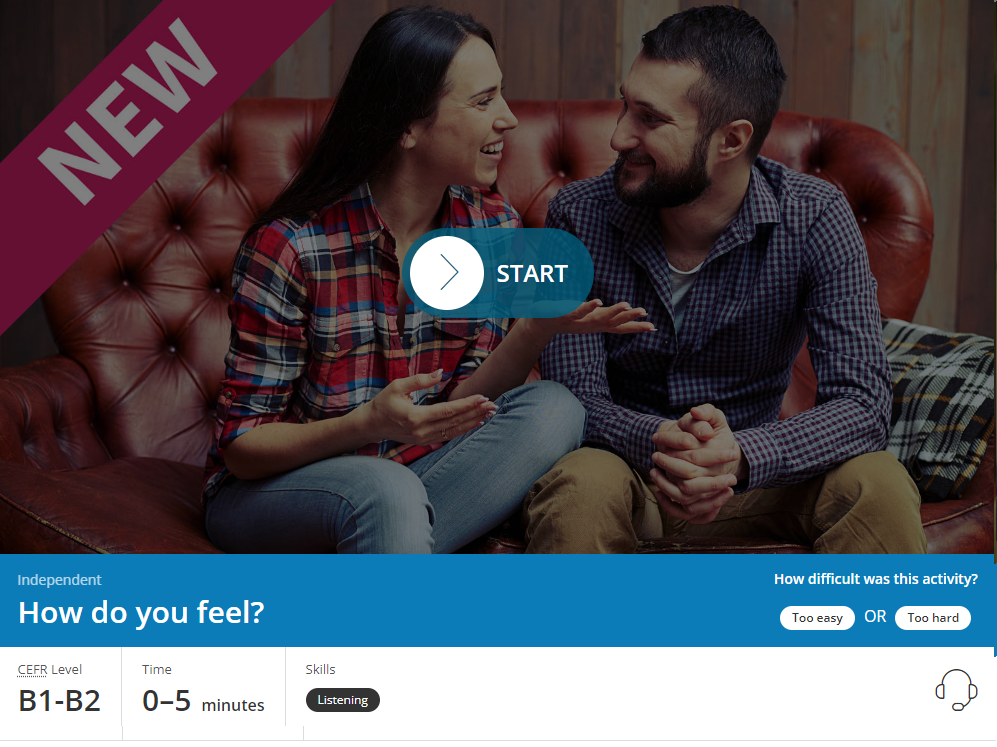 NEW
START
Independent
How do you feel?
How difficult was this activity?
Too easy OR Too hard
CEFR Level
B1-B2
Time
0–5 minutes
Skills
Listening